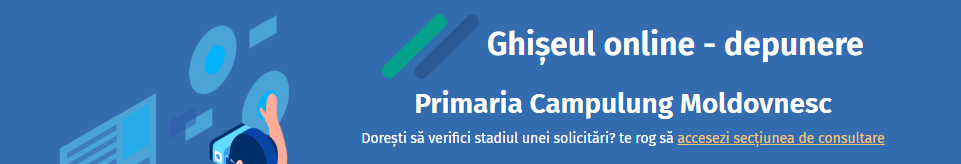 Ghișeul online - depunere
Primaria Campulung Moldovnesc
Dorești să verifici stadiul unei solicitări? te rog să accesezi secțiunea de consultare